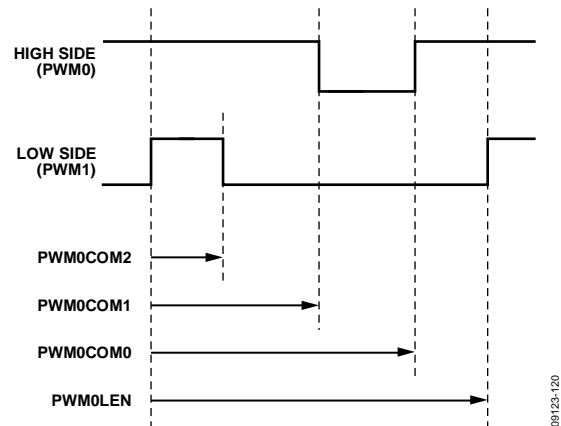 HIGH SIDE
(PWM0)
LOW SIDE
(PWM1)
PWM0COM2
PWM0COM1
PWM0COM0
PWM0LEN
09123-120